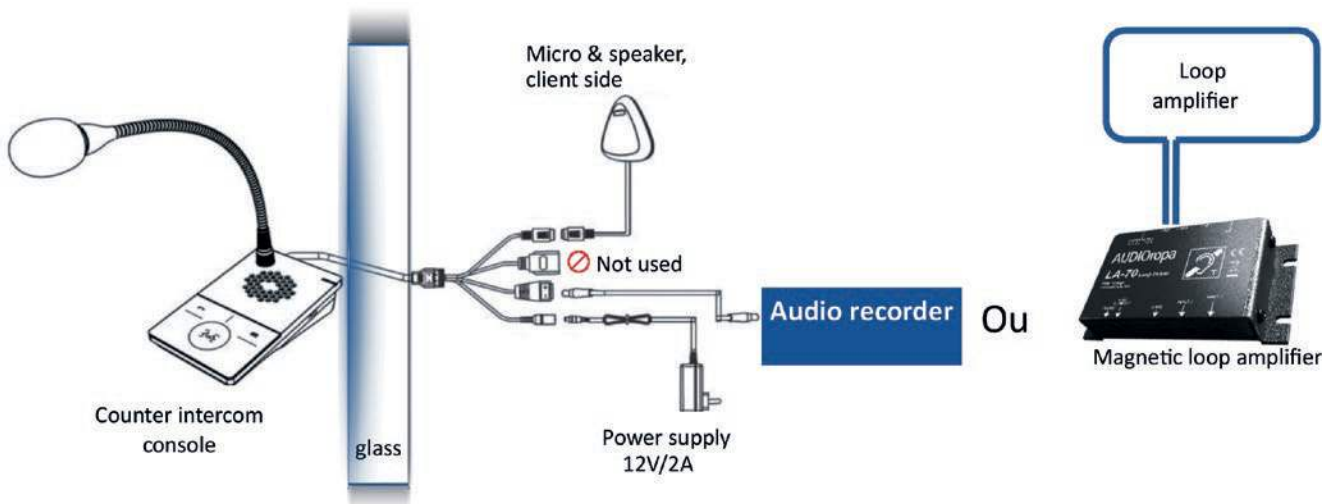 Micro & speaker,
client side
Loop
amplifier
Not used
Audio recorder
Ou
AUDIOropa
LA-70
Magnetic loop amplifier
Counter intercom
console
glass
Power supply
12V/2A